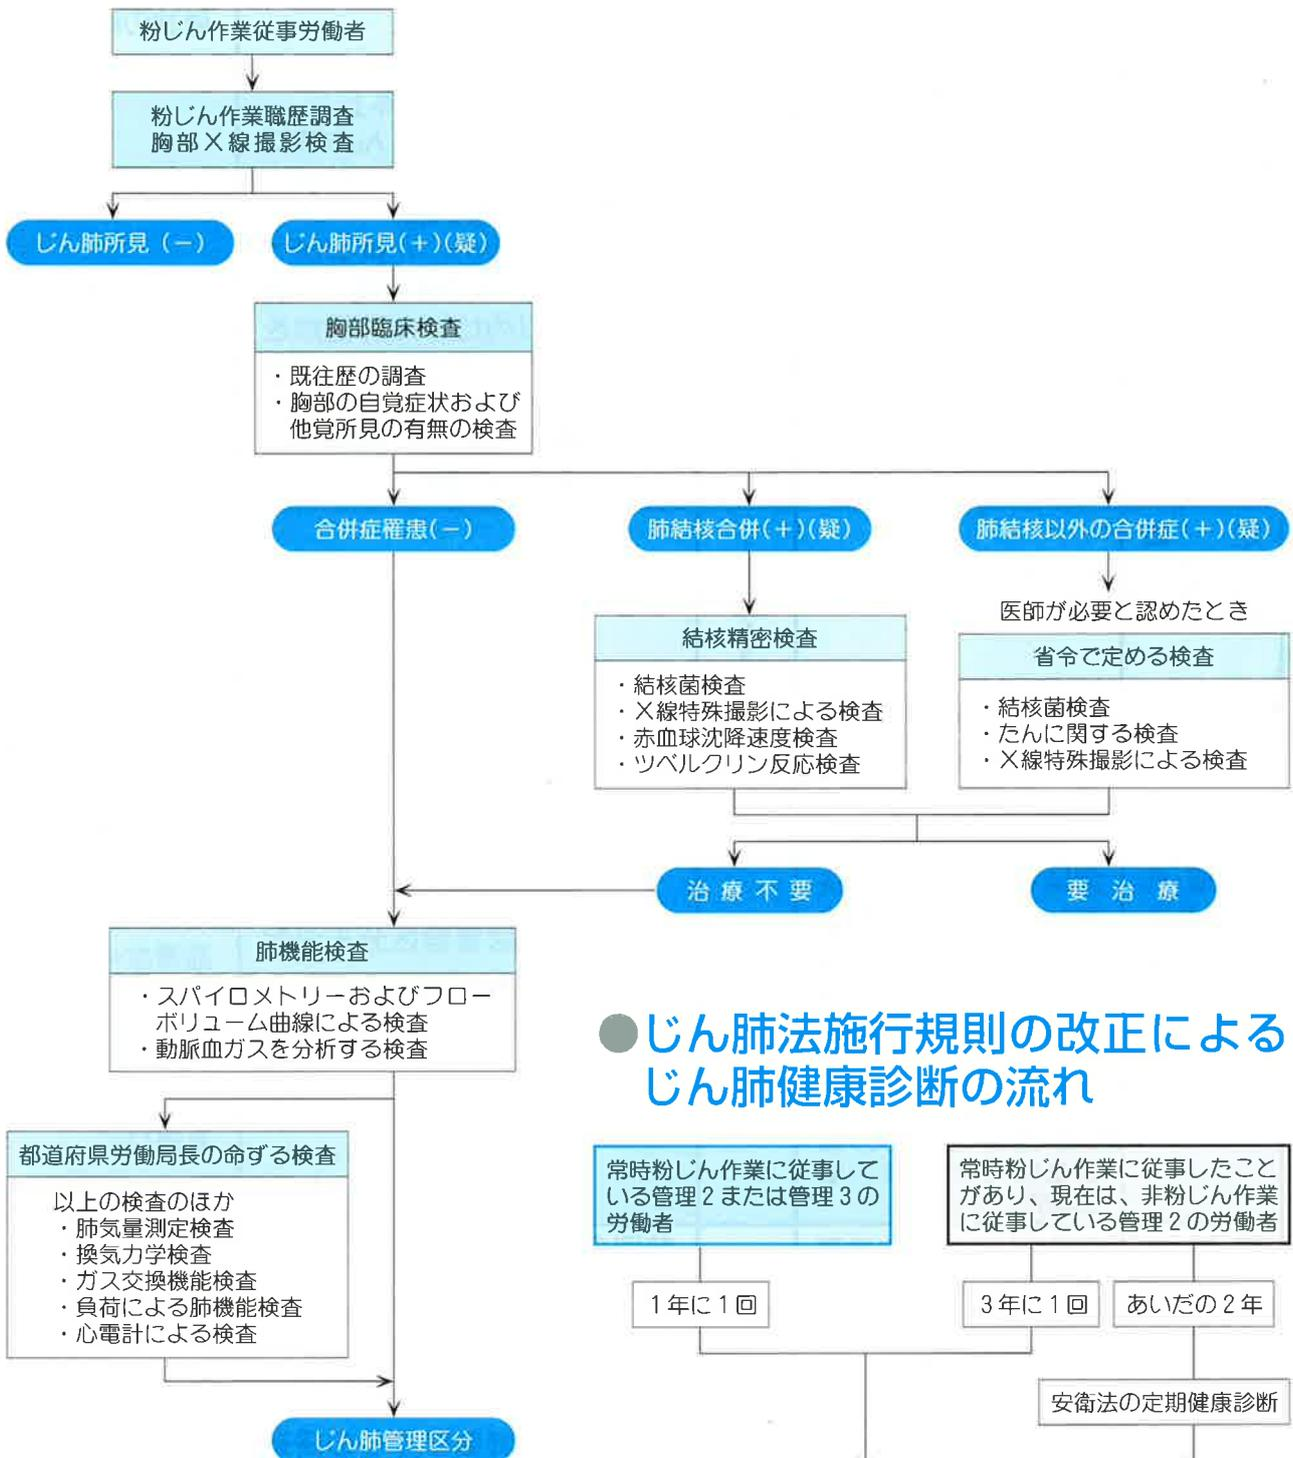 粉じん作業従事労働者
粉じん作業職歴調査
胸部X線撮影検査
じん肺所見（－）
じん肺所見(＋)(疑)
胸部臨床検査
・既往歴の調査
・胸部の自覚症状および
他覚所見の有無の検査
合併症罹患(－)
肺結核合併(＋)(疑)
肺結核以外の合併症(＋)(疑)
医師が必要と認めたとき
結核精密検査
・結核菌検査
・X線特殊撮影による検査
・赤血球沈降速度検査
・ツベルクリン反応検査
省令で定める検査
・結核菌検査
・たんに関する検査
・X線特殊撮影による検査
治療不要
要治療
肺機能検査
・スパイロメトリーおよびフロー
ボリューム曲線による検査
・動脈血ガスを分析する検査
都道府県労働局長の命ずる検査
以上の検査のほか
・肺気量測定検査
・換気力学検査
・ガス交換機能検査
・負荷による肺機能検査
・心電計による検査
じん肺管理区分
●じん肺法施行規則の改正による
じん肺健康診断の流れ
常時粉じん作業に従事して
いる管理2または管理3の
労働者
常時粉じん作業に従事したこと
があり、現在は、非粉じん作業
に従事している管理2の労働者
1年に1回
3年に1回
あいだの2年
安衛法の定期健康診断